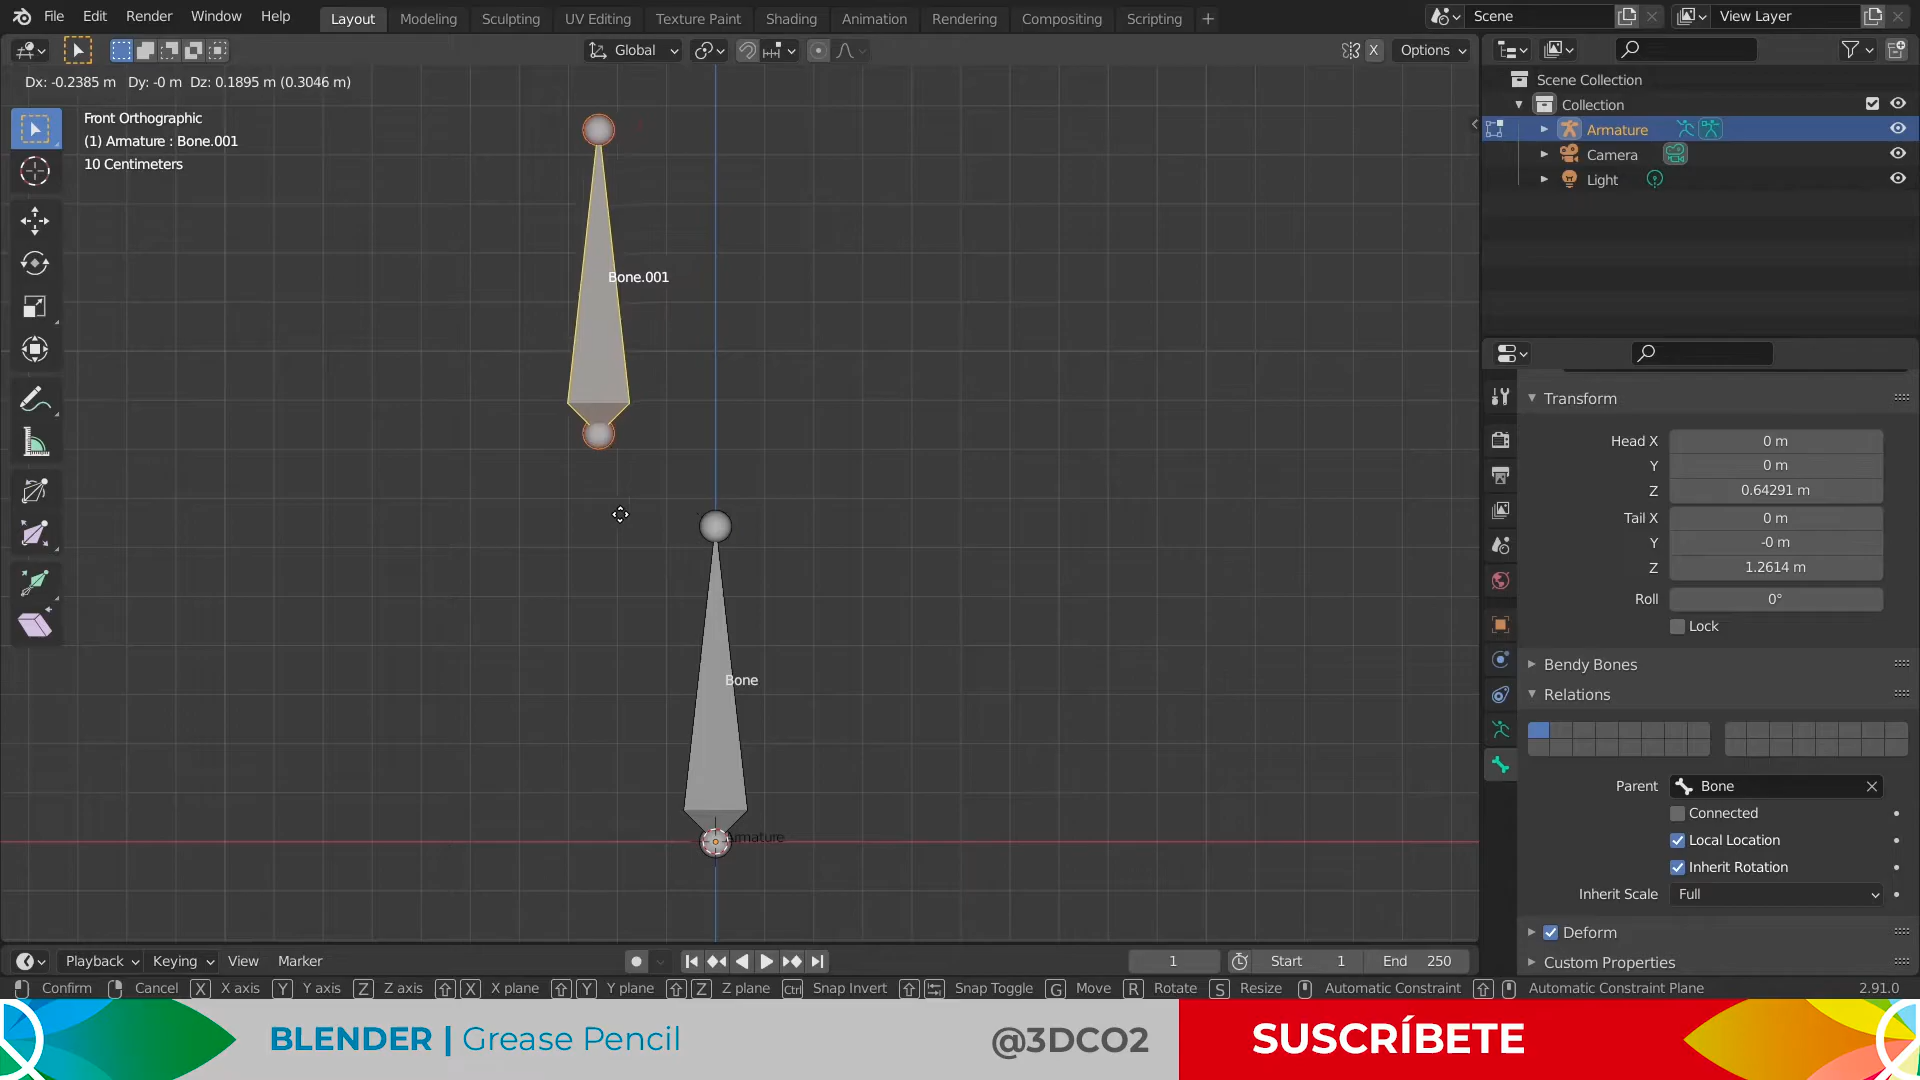 File Edit Render Window Help Layout Modeling Sculpting UV Editing Texture Paint Shading Animation Rendering Compositing Scripting + Scene View Layer
Global X Options
Dx: -0.2385 m Dy: -0 m Dz: 0.1895 m (0.3046 m)
Front Orthographic
(1) Armature : Bone.001
10 Centimeters
Bone.001
Bone
Armature
Scene Collection
Collection
Armature
Camera
Light
Transform
Head X 0 m
Y 0 m
Z 0.64291 m
Tail X 0 m
Y -0 m
Z 1.2614 m
Roll 0°
Lock
Bendy Bones
Relations
Parent Bone
Connected
Local Location
Inherit Rotation
Inherit Scale Full
Deform
Custom Properties
Playback Keying View Marker 1 Start 1 End 250
Confirm Cancel X X axis Y Y axis Z Z axis X X plane Y Y plane Z Z plane Ctrl Snap Invert Snap Toggle G Move R Rotate S Resize Automatic Constraint Automatic Constraint Plane 2.91.0
BLENDER | Grease Pencil @3DCO2 SUSCRÍBETE